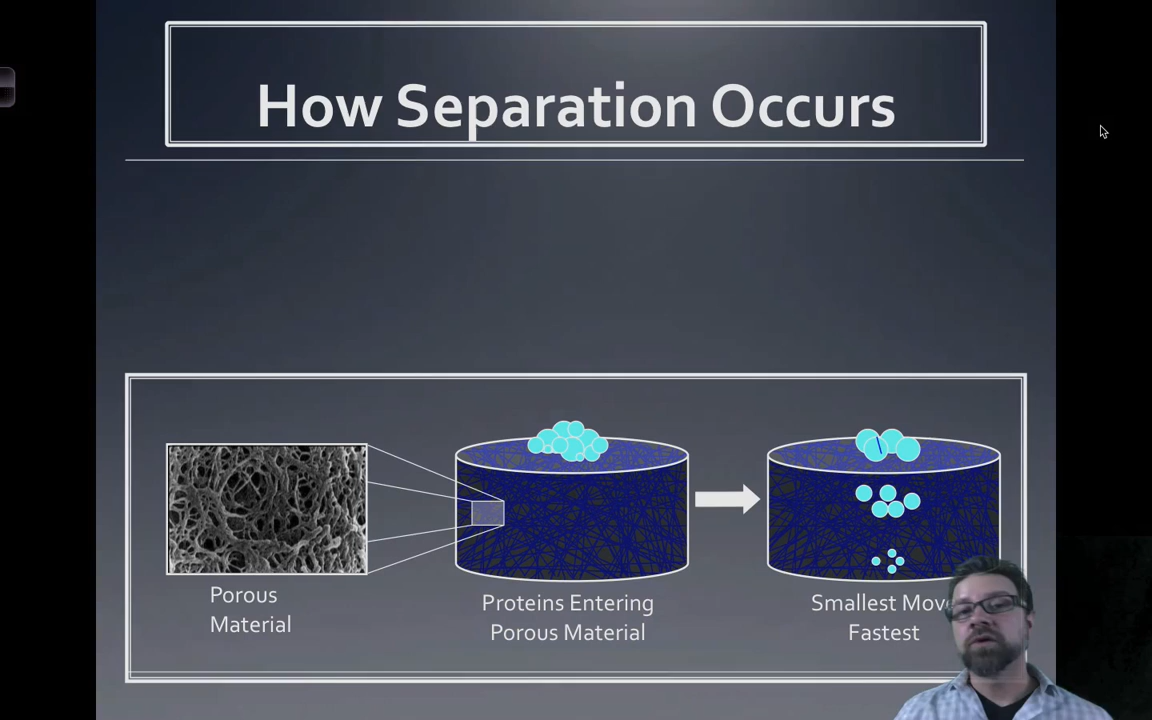 How Separation Occurs
Porous
Material
Proteins Entering
Porous Material
Smallest Mov
Fastest